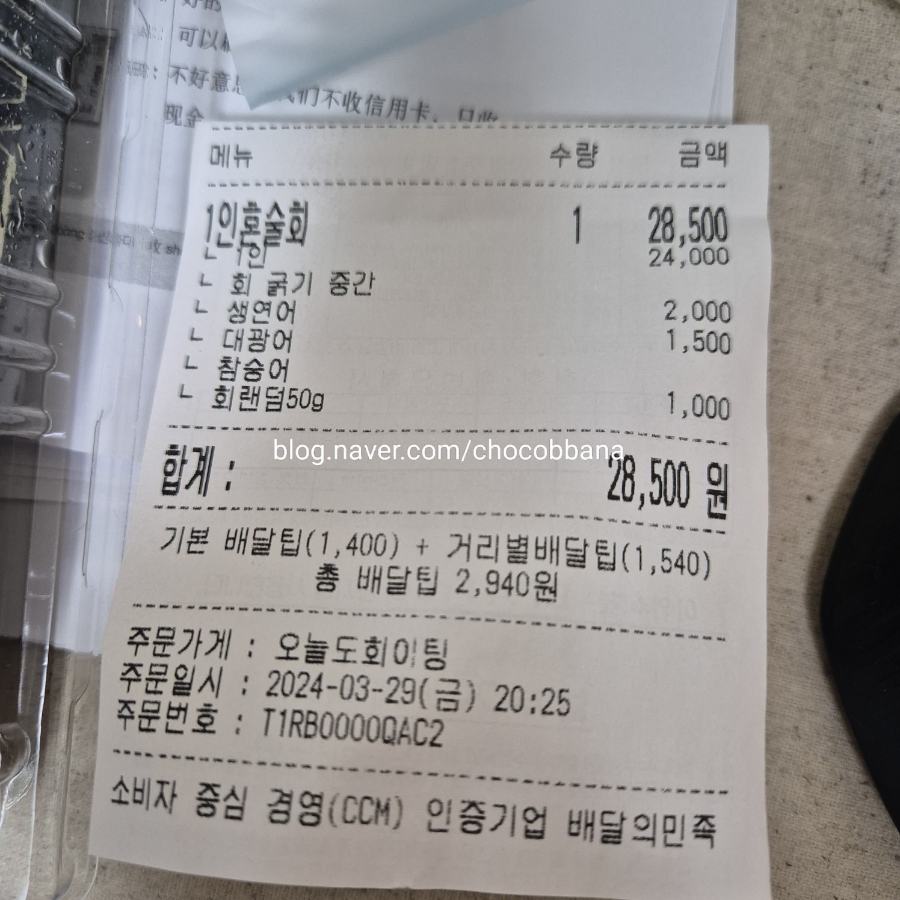 好的
可以
不好意思 我们不收信用卡, 只收
现金
메뉴 수량 금액
1인혼술회 1 28,500
ㄴ 1인 24,000
ㄴ 회 굵기 중간
ㄴ 생연어 2,000
ㄴ 대광어 1,500
ㄴ 참숭어
ㄴ 회랜덤50g 1,000
blog.naver.com/chocobbana
합계 : 28,500 원
기본 배달팁(1,400) + 거리별배달팁(1,540)
총 배달팁 2,940원
주문가게 : 오늘도회이팅
주문일시 : 2024-03-29(금) 20:25
주문번호 : T1RB0000QAC2
소비자 중심 경영(CCM) 인증기업 배달의민족